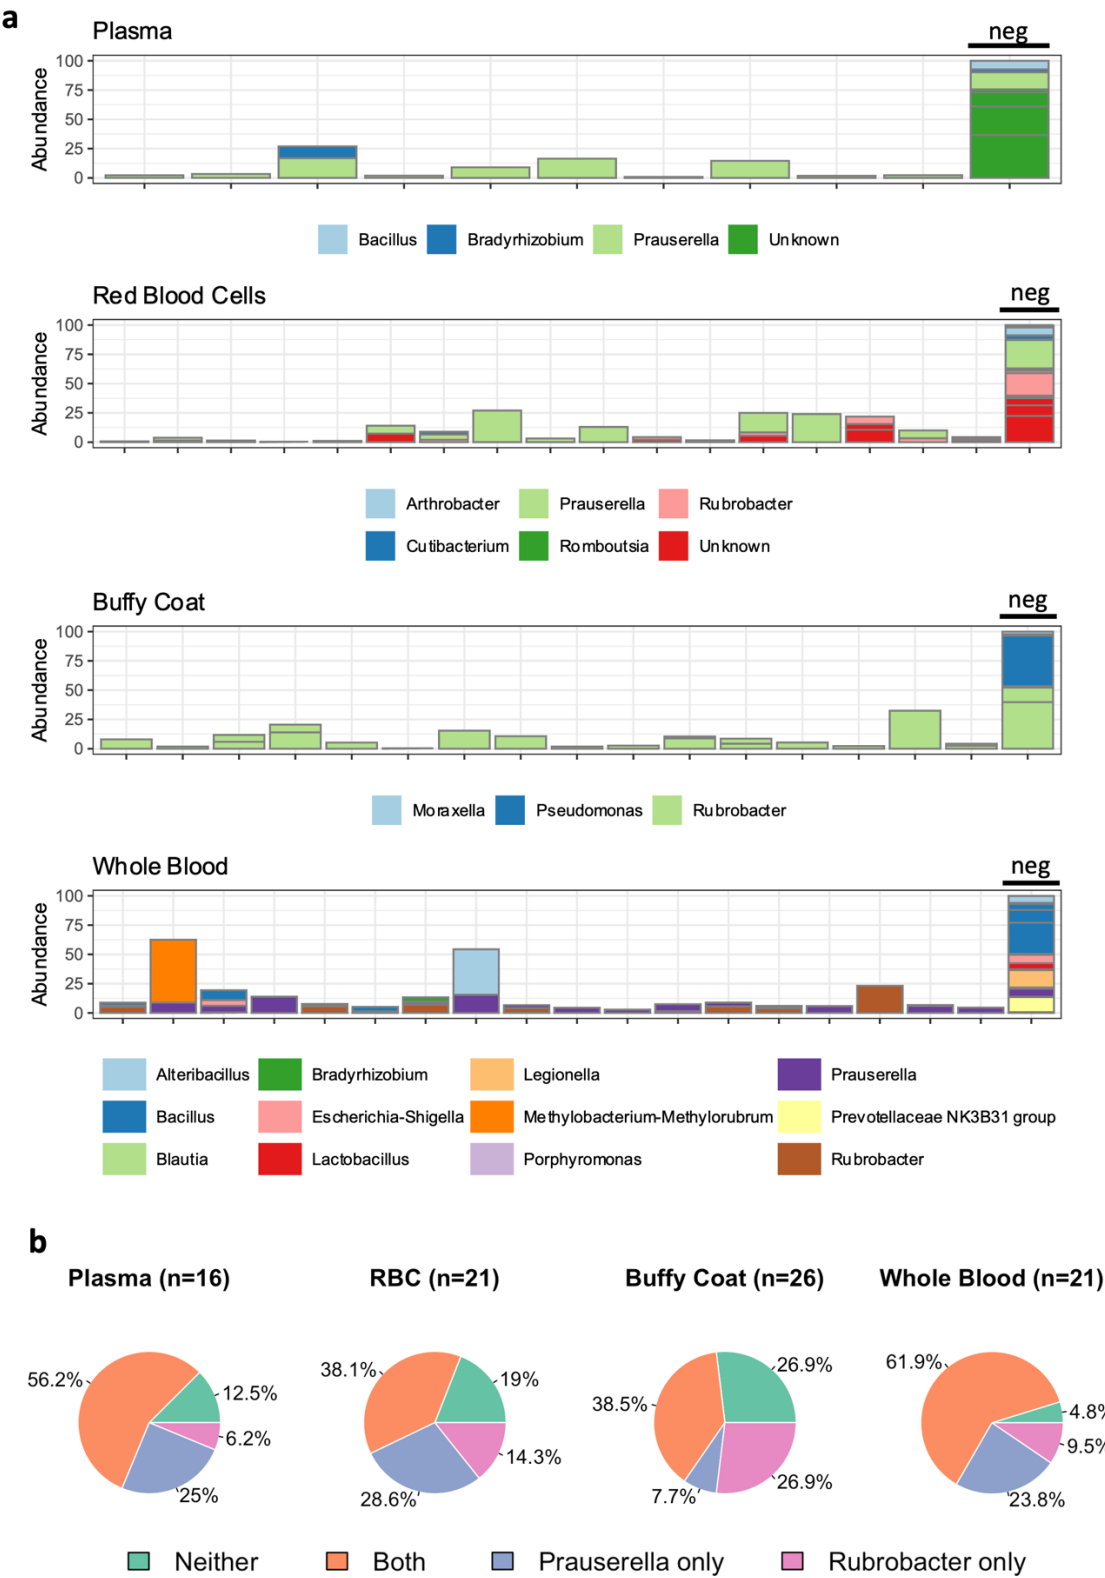 a
Plasma
neg
Abundance
100
75
50
25
0
Bacillus Bradyrhizobium Prauserella Unknown
Red Blood Cells
neg
Abundance
100
75
50
25
0
Arthrobacter Prauserella Rubrobacter
Cutibacterium Romboutsia Unknown
Buffy Coat
neg
Abundance
100
75
50
25
0
Moraxella Pseudomonas Rubrobacter
Whole Blood
neg
Abundance
100
75
50
25
0
Alteribacillus Bradyrhizobium Legionella Prauserella
Bacillus Escherichia-Shigella Methylobacterium-Methylorubrum Prevotellaceae NK3B31 group
Blautia Lactobacillus Porphyromonas Rubrobacter
b
Plasma (n=16) RBC (n=21) Buffy Coat (n=26) Whole Blood (n=21)
56.2% 12.5% 6.2% 25%
38.1% 19% 14.3% 28.6%
38.5% 26.9% 26.9% 7.7%
61.9% 4.8% 9.5% 23.8%
Neither Both Prauserella only Rubrobacter only